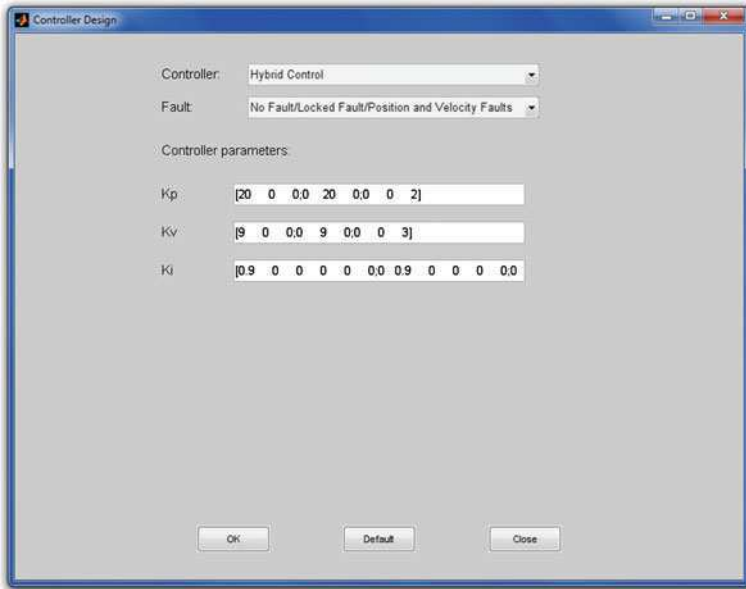 Controller Design
Controller: Hybrid Control
Fault: No Fault/Locked Fault/Position and Velocity Faults
Controller parameters:
Kp [20 0 0;0 20 0;0 0 2]
Kv [9 0 0;0 9 0;0 0 3]
Ki [0.9 0 0 0 0 0;0 0.9 0 0 0 0;0
OK Default Close